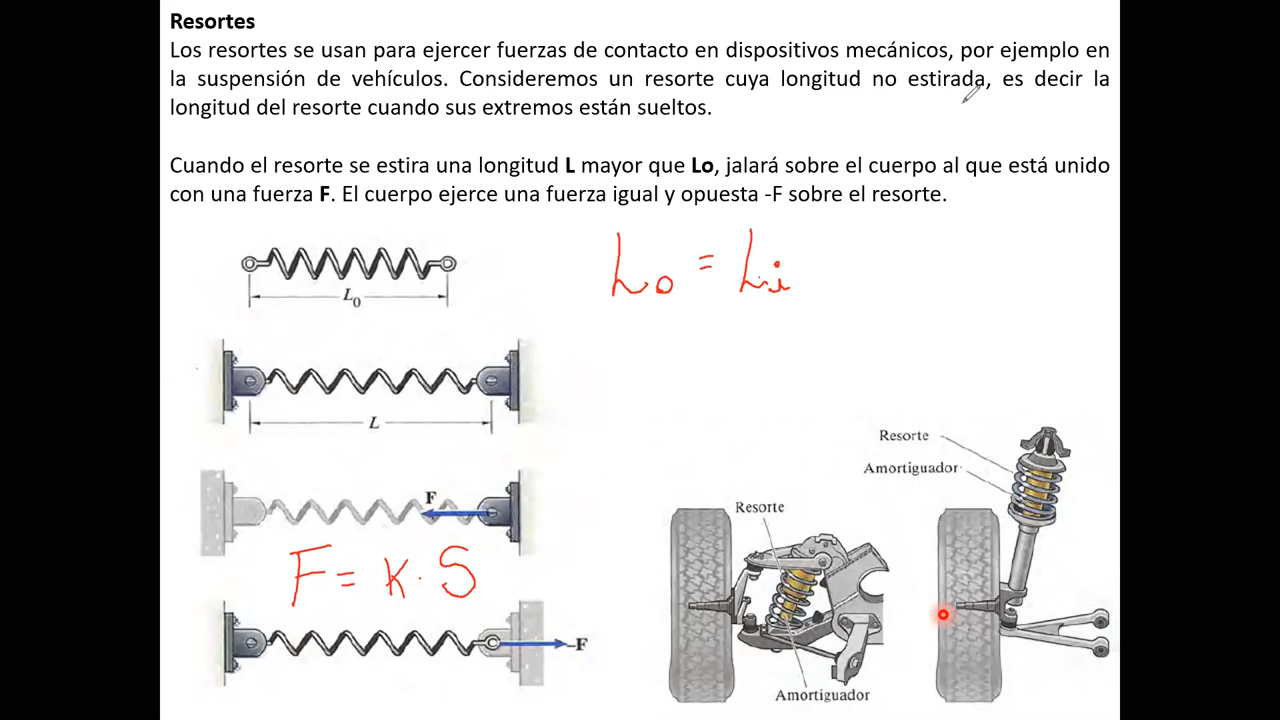 Resortes
Los resortes se usan para ejercer fuerzas de contacto en dispositivos mecánicos, por ejemplo en
la suspensión de vehículos. Consideremos un resorte cuya longitud no estirada, es decir la
longitud del resorte cuando sus extremos están sueltos.
Cuando el resorte se estira una longitud L mayor que Lo, jalará sobre el cuerpo al que está unido
con una fuerza F. El cuerpo ejerce una fuerza igual y opuesta -F sobre el resorte.
L₀
L₀ = Li
L
F
F = K · S
–F
Resorte
Amortiguador
Resorte
Amortiguador